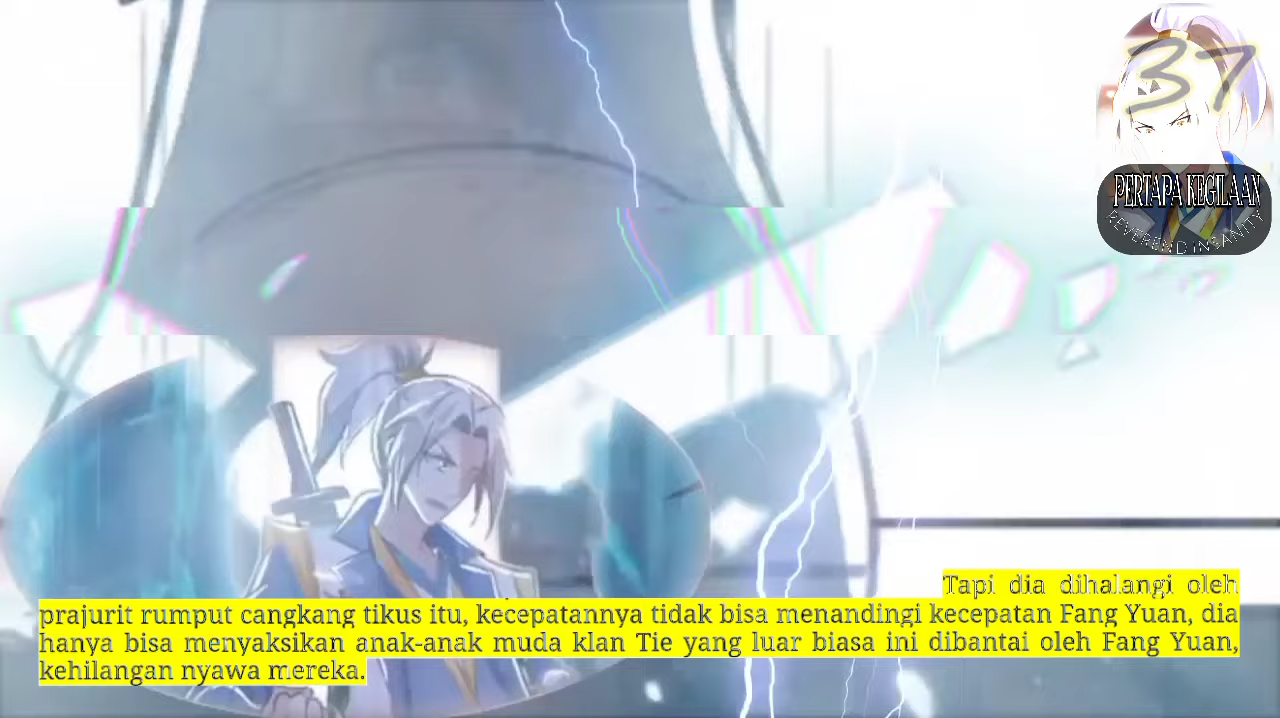 37
PERTAPA KEGILAAN
REVEREND INSANITY
Tapi dia dihalangi oleh
prajurit rumput cangkang tikus itu, kecepatannya tidak bisa menandingi kecepatan Fang Yuan, dia
hanya bisa menyaksikan anak-anak muda klan Tie yang luar biasa ini dibantai oleh Fang Yuan,
kehilangan nyawa mereka.